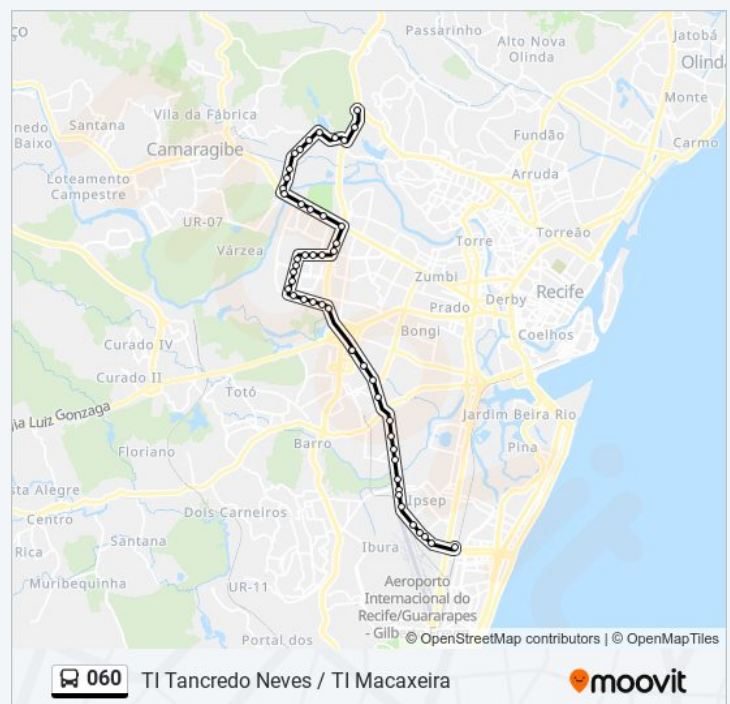 ÇO
Passarinho
Jatobá
Alto Nova
Olinda
Olind
Monte
Vila da Fábrica
nedo
Baixo
Santana
Camaragibe
Fundão
Carmo
Arruda
Loteamento
Campestre
UR-07
Várzea
Torre
Torreão
Zumbi
Recife
Derby
Prado
Bongi
Coelhos
Curado IV
Curado II
Totó
ia Luiz Gonzaga
Jardim Beira Rio
Barro
Floriano
Pina
sta Alegre
Centro
Dois Carneiros
Ipsep
Santana
Ibura
Rica
Muribequinha
UR-11
Aeroporto
Internacional do
Recife/Guararapes
- Gilb
Portal dos
© OpenStreetMap contributors | © OpenMapTiles
060 TI Tancredo Neves / TI Macaxeira
moovit